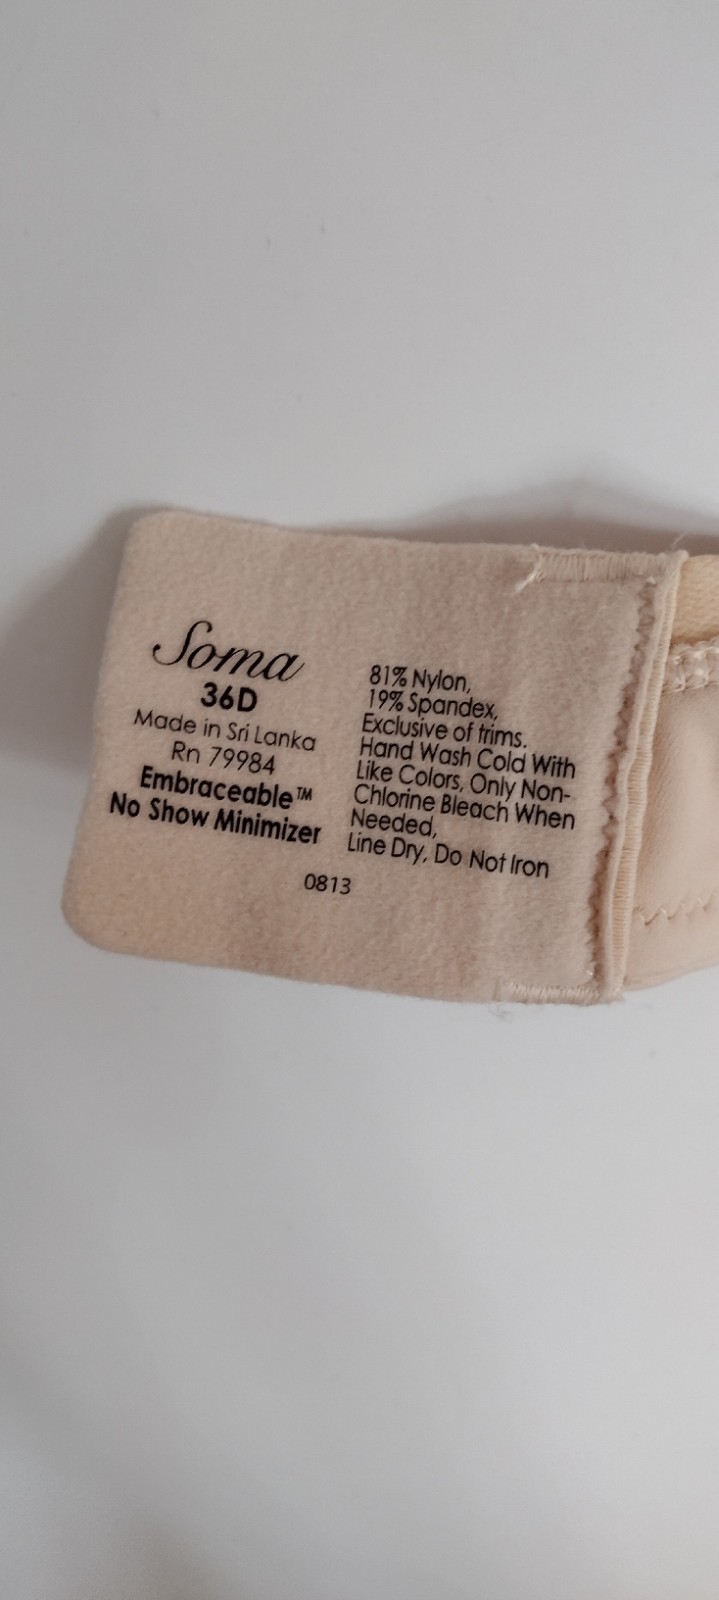 Soma
36D
Made in Sri Lanka
Rn 79984
Embraceable™
No Show Minimizer
81% Nylon,
19% Spandex,
Exclusive of trims.
Hand Wash Cold With
Like Colors, Only Non-
Chlorine Bleach When
Needed,
Line Dry, Do Not Iron
0813